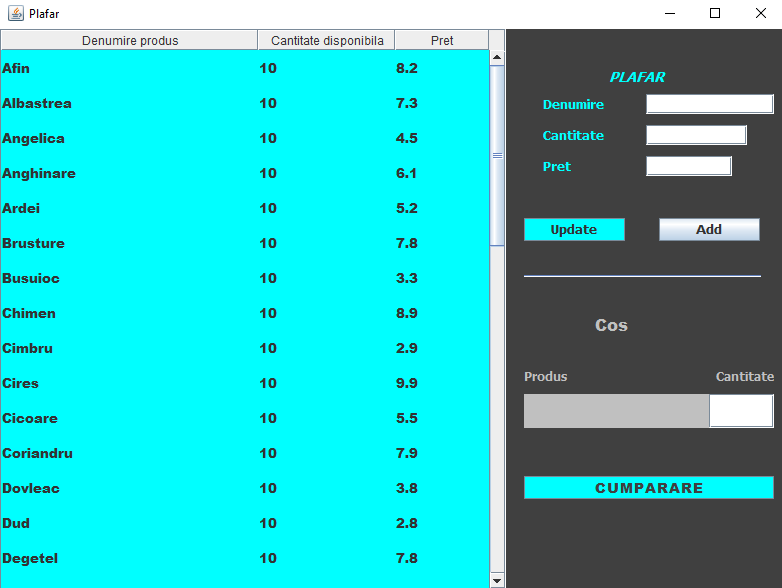 Plafar
Denumire produs Cantitate disponibila Pret
Afin 10 8.2
Albastrea 10 7.3
Angelica 10 4.5
Anghinare 10 6.1
Ardei 10 5.2
Brusture 10 7.8
Busuioc 10 3.3
Chimen 10 8.9
Cimbru 10 2.9
Cires 10 9.9
Cicoare 10 5.5
Coriandru 10 7.9
Dovleac 10 3.8
Dud 10 2.8
Degetel 10 7.8
PLAFAR
Denumire
Cantitate
Pret
Update Add
Cos
Produs Cantitate
CUMPARARE